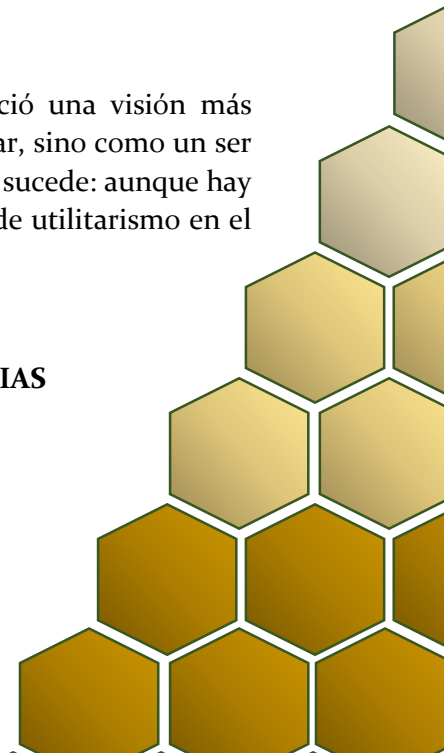 ció una visión más
ar, sino como un ser
sucede: aunque hay
de utilitarismo en el
IAS